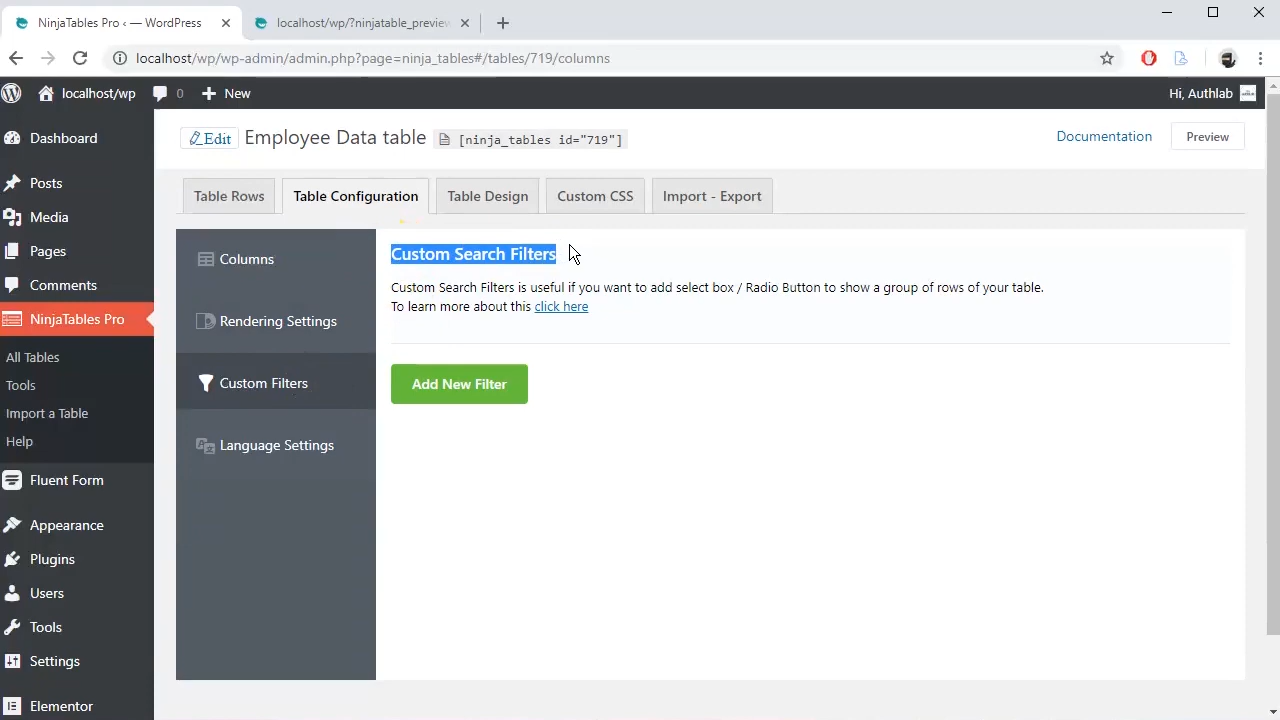 NinjaTables Pro ‹ — WordPress
localhost/wp/?ninjatable_preview
localhost/wp/wp-admin/admin.php?page=ninja_tables#/tables/719/columns
localhost/wp
0
New
Hi, Authlab
Dashboard
Posts
Media
Pages
Comments
NinjaTables Pro
All Tables
Tools
Import a Table
Help
Fluent Form
Appearance
Plugins
Users
Tools
Settings
Elementor
Edit Employee Data table [ninja_tables id="719"]
Documentation
Preview
Table Rows
Table Configuration
Table Design
Custom CSS
Import - Export
Columns
Rendering Settings
Custom Filters
Language Settings
Custom Search Filters
Custom Search Filters is useful if you want to add select box / Radio Button to show a group of rows of your table.
To learn more about this click here
Add New Filter